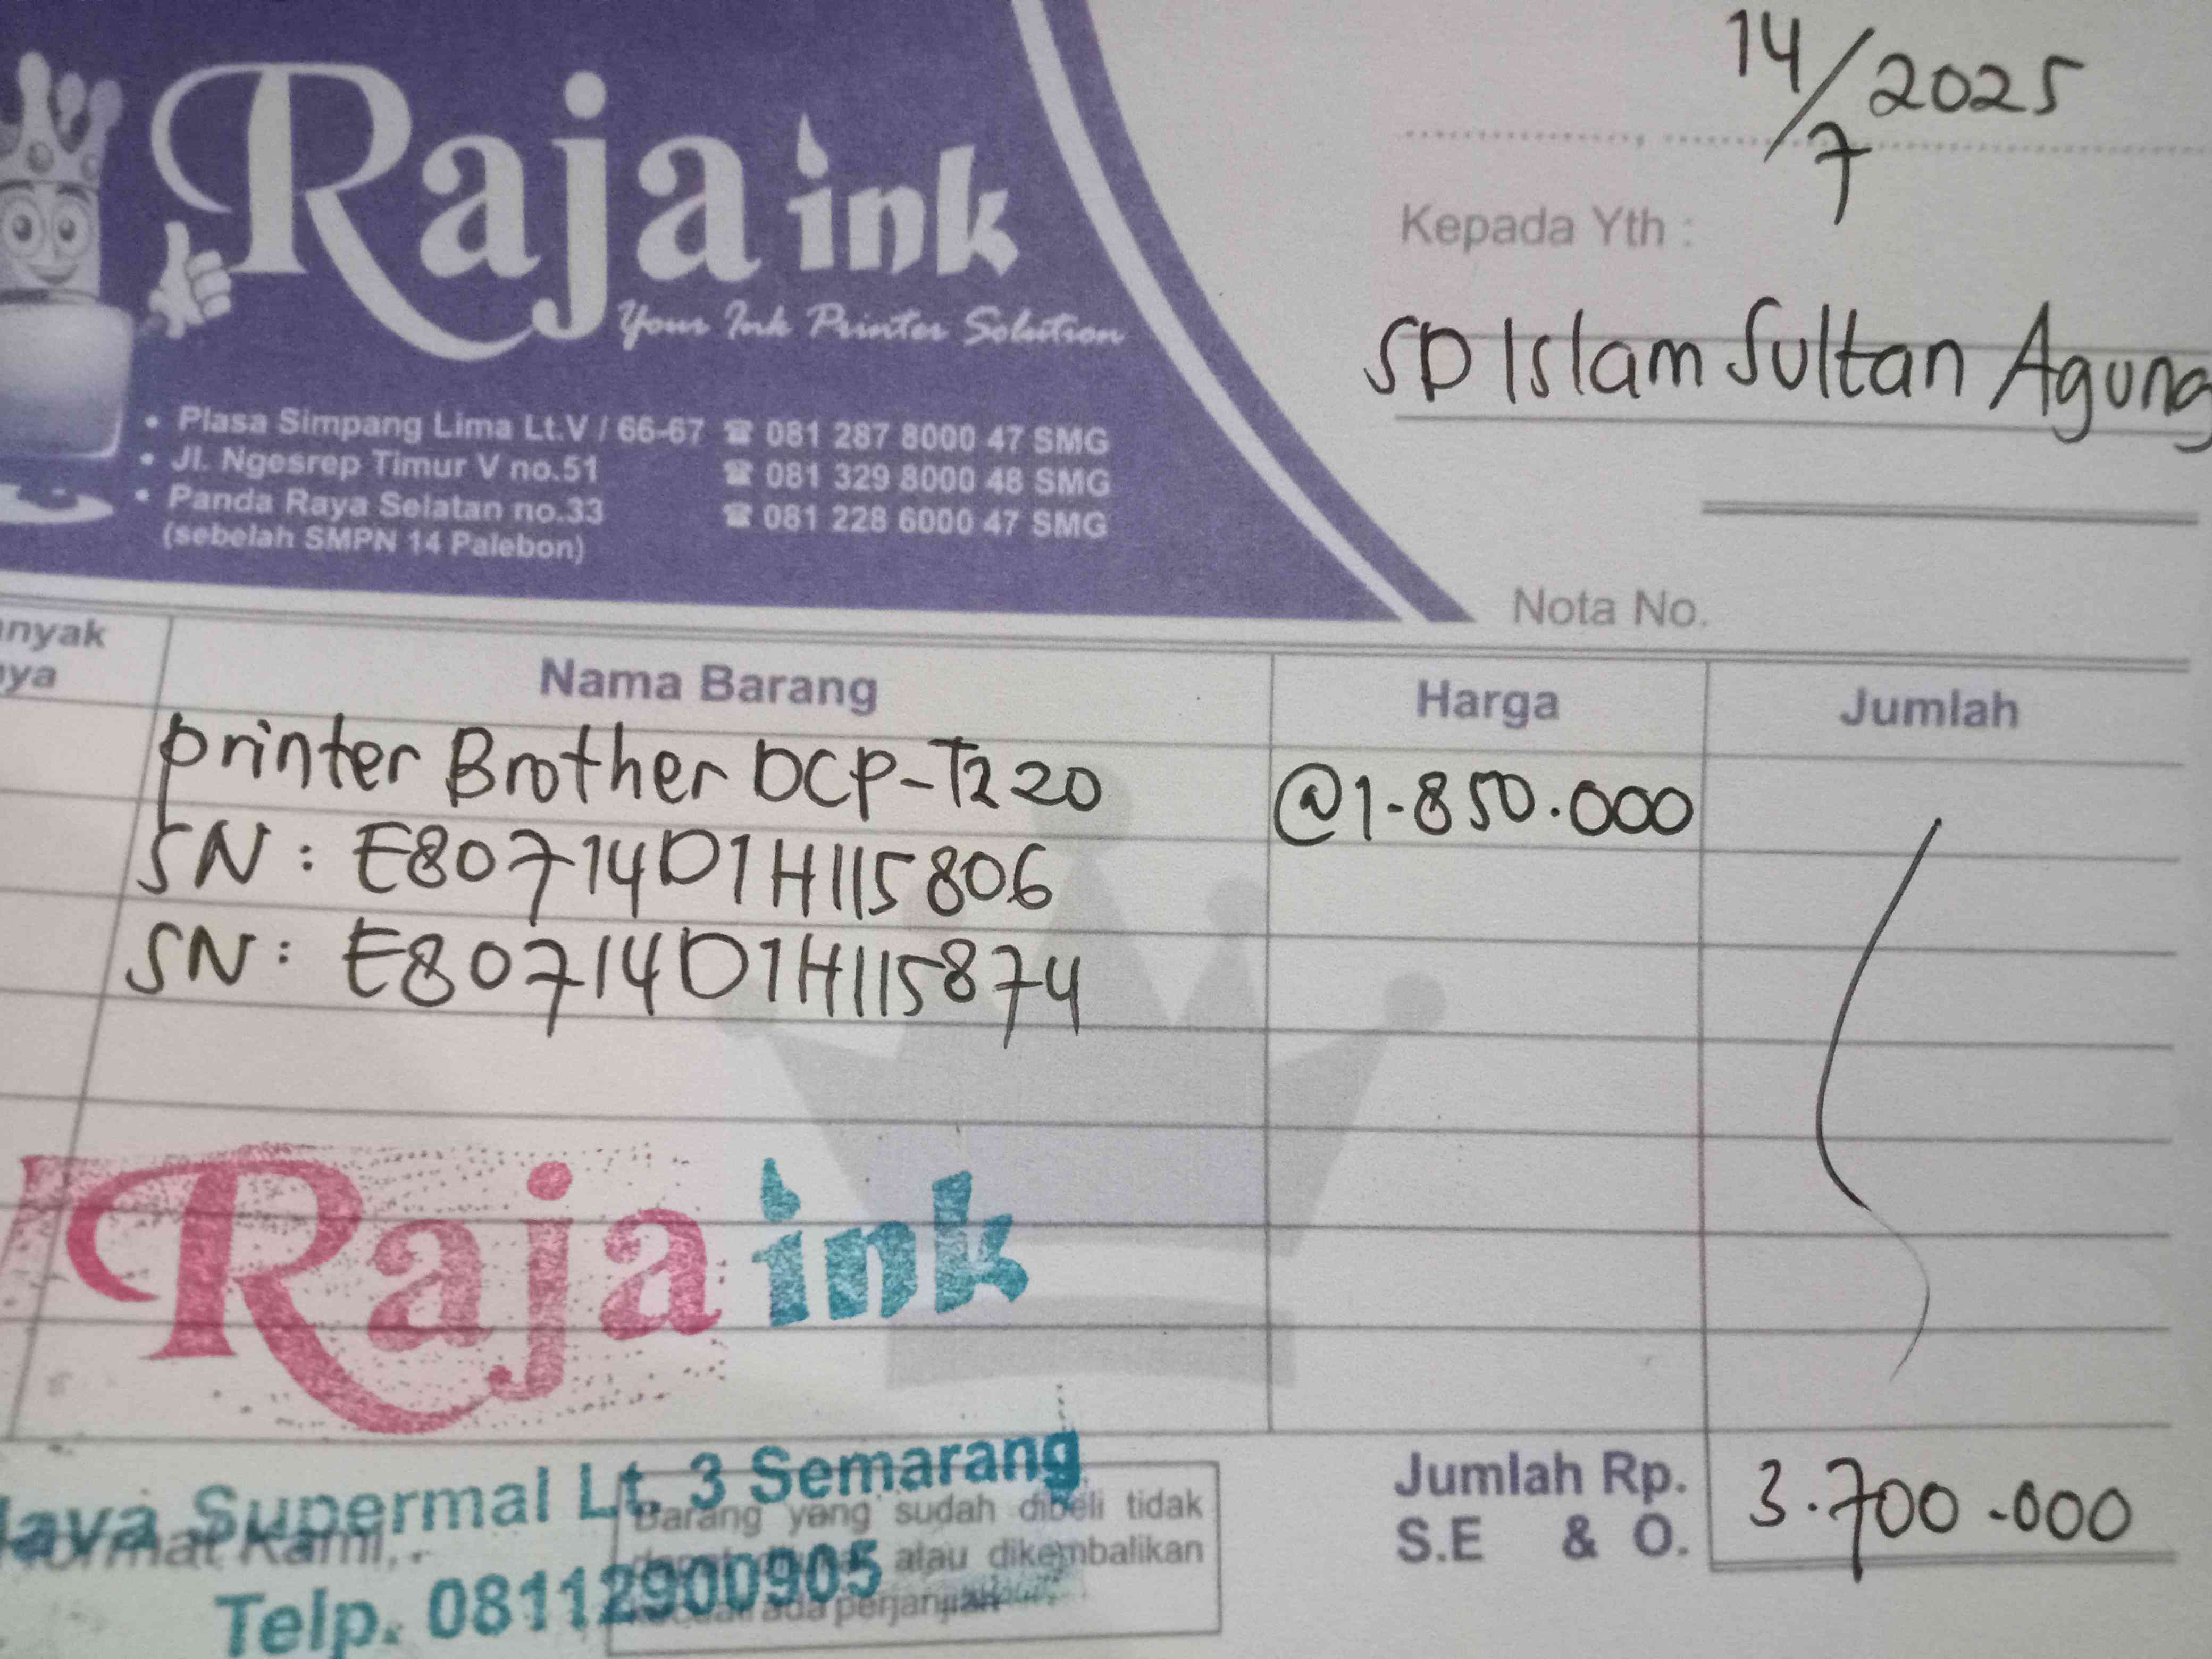 Raja ink
Your Ink Printer Solution
• Plasa Simpang Lima Lt.V / 66-67 ☎ 081 287 8000 47 SMG
• Jl. Ngesrep Timur V no.51 ☎ 081 329 8000 48 SMG
• Panda Raya Selatan no.33 ☎ 081 228 6000 47 SMG
(sebelah SMPN 14 Palebon)
14/7 2025
Kepada Yth :
SD Islam Sultan Agung
Nota No.
anyak
nya
Nama Barang Harga Jumlah
printer Brother DCP-T220 @1-850.000
SN : E80714D1H115806
SN : E80714D1H115874
Raja ink
Java Supermal Lt. 3 Semarang
Telp. 08112900905
ormat Kami,
Barang yang sudah dibeli tidak
atau dikembalikan
ada perjanjian
Jumlah Rp. 3.700-000
S.E & O.